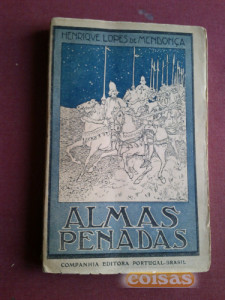 HENRIQUE LOPES DE MENDONÇA
ALMAS
PENADAS
COMPANHIA EDITORA PORTUGAL-BRASIL
coisas